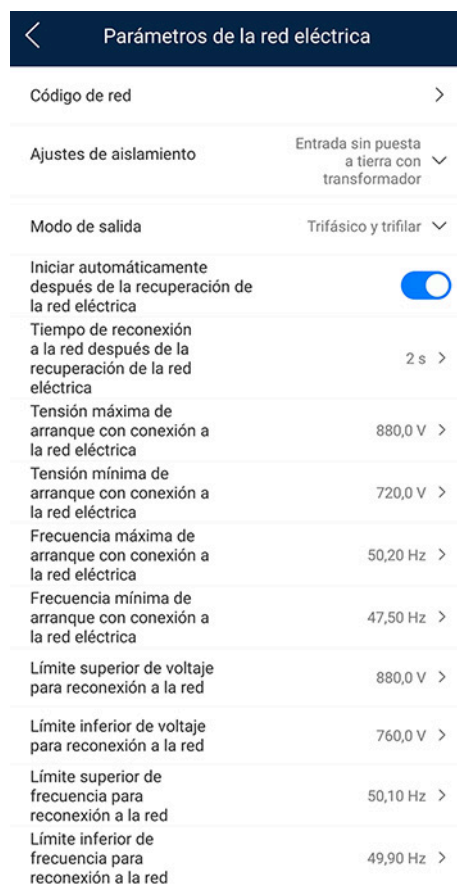 Parámetros de la red eléctrica
Código de red
Ajustes de aislamiento
Entrada sin puesta
a tierra con
transformador
Modo de salida
Trifásico y trifilar
Iniciar automáticamente
después de la recuperación de
la red eléctrica
Tiempo de reconexión
a la red después de la
recuperación de la red
eléctrica
2 s
Tensión máxima de
arranque con conexión a
la red eléctrica
880,0 V
Tensión mínima de
arranque con conexión a
la red eléctrica
720,0 V
Frecuencia máxima de
arranque con conexión a
la red eléctrica
50,20 Hz
Frecuencia mínima de
arranque con conexión a
la red eléctrica
47,50 Hz
Límite superior de voltaje
para reconexión a la red
880,0 V
Límite inferior de voltaje
para reconexión a la red
760,0 V
Límite superior de
frecuencia para
reconexión a la red
50,10 Hz
Límite inferior de
frecuencia para
reconexión a la red
49,90 Hz